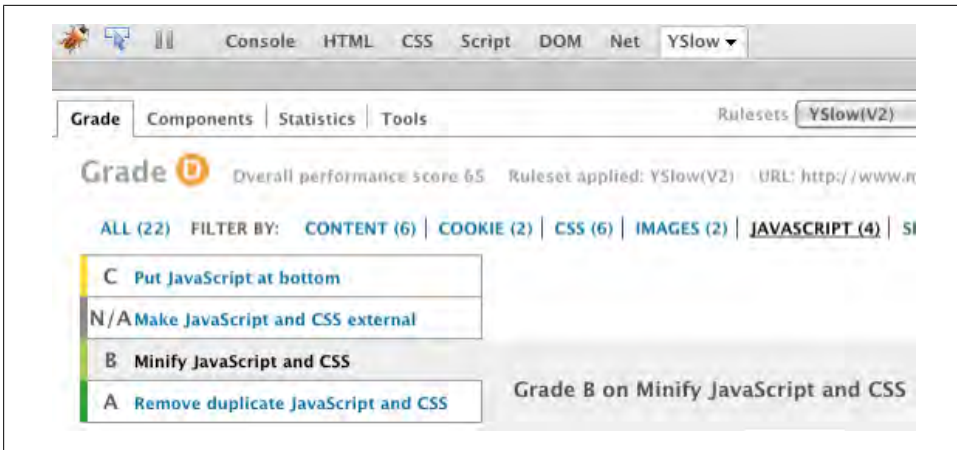 Console HTML CSS Script DOM Net YSlow
Grade Components Statistics Tools Rulesets YSlow(V2)
Grade D Overall performance score 65 Ruleset applied: YSlow(V2) URL: http://www.m
ALL (22) FILTER BY: CONTENT (6) | COOKIE (2) | CSS (6) | IMAGES (2) | JAVASCRIPT (4) |
C Put JavaScript at bottom
N/A Make JavaScript and CSS external
B Minify JavaScript and CSS
A Remove duplicate JavaScript and CSS
Grade B on Minify JavaScript and CSS